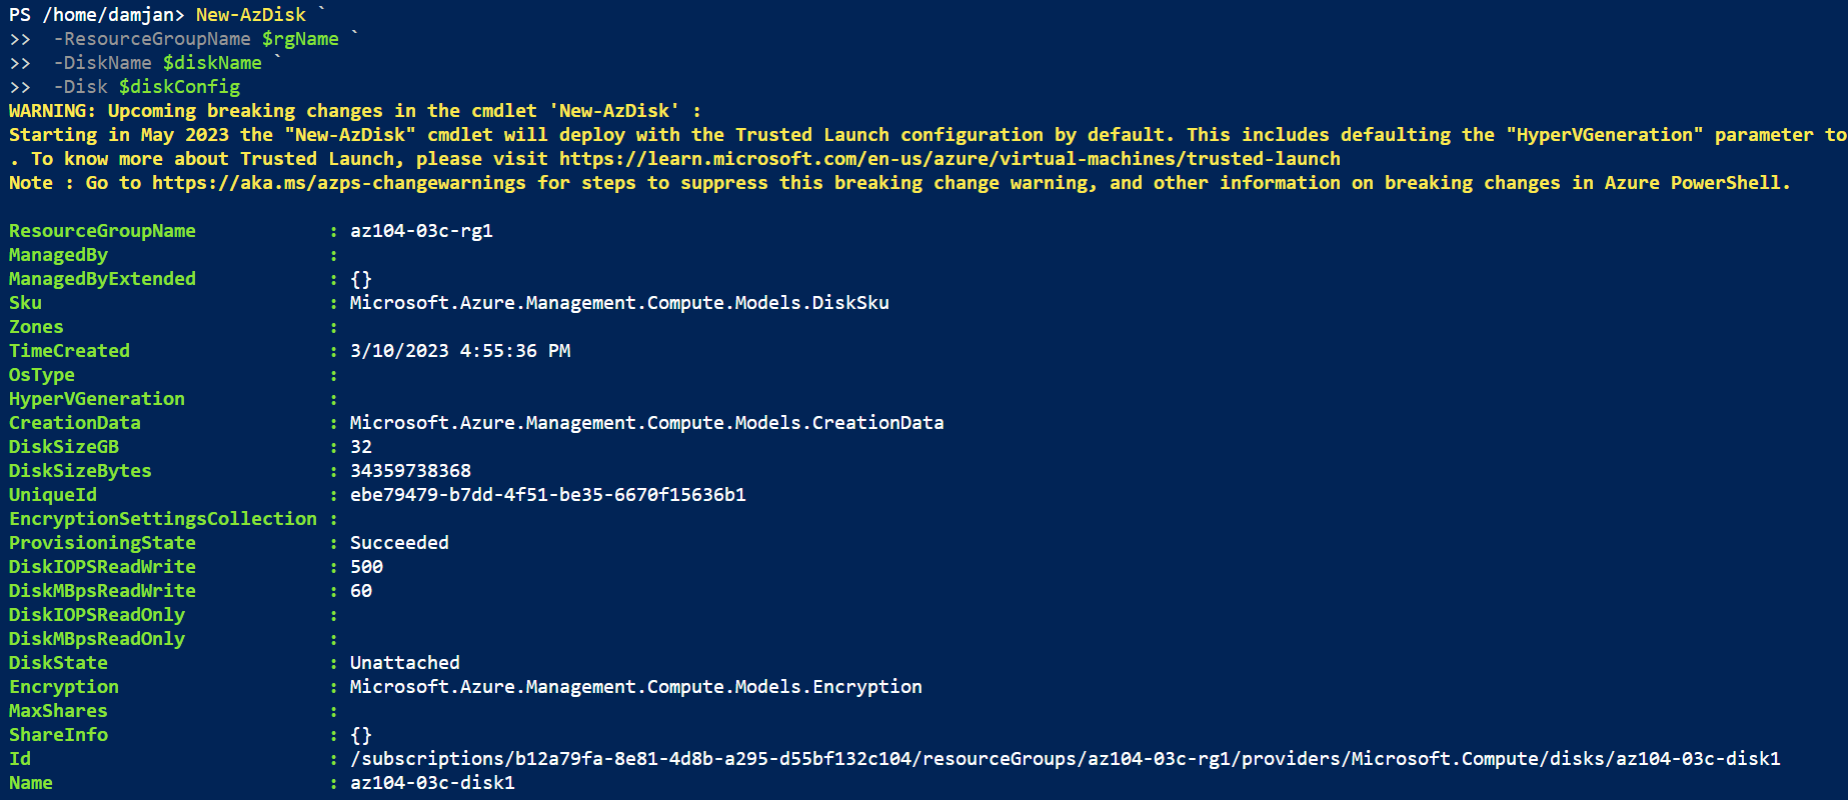 PS /home/damjan> New-AzDisk `
>>  -ResourceGroupName $rgName `
>>  -DiskName $diskName `
>>  -Disk $diskConfig
WARNING: Upcoming breaking changes in the cmdlet 'New-AzDisk' :
Starting in May 2023 the "New-AzDisk" cmdlet will deploy with the Trusted Launch configuration by default. This includes defaulting the "HyperVGeneration" parameter to
. To know more about Trusted Launch, please visit https://learn.microsoft.com/en-us/azure/virtual-machines/trusted-launch
Note : Go to https://aka.ms/azps-changewarnings for steps to suppress this breaking change warning, and other information on breaking changes in Azure PowerShell.
ResourceGroupName            : az104-03c-rg1
ManagedBy                    :
ManagedByExtended            : {}
Sku                          : Microsoft.Azure.Management.Compute.Models.DiskSku
Zones                        :
TimeCreated                  : 3/10/2023 4:55:36 PM
OsType                       :
HyperVGeneration             :
CreationData                 : Microsoft.Azure.Management.Compute.Models.CreationData
DiskSizeGB                   : 32
DiskSizeBytes                : 34359738368
UniqueId                     : ebe79479-b7dd-4f51-be35-6670f15636b1
EncryptionSettingsCollection :
ProvisioningState            : Succeeded
DiskIOPSReadWrite            : 500
DiskMBpsReadWrite            : 60
DiskIOPSReadOnly             :
DiskMBpsReadOnly             :
DiskState                    : Unattached
Encryption                   : Microsoft.Azure.Management.Compute.Models.Encryption
MaxShares                    :
ShareInfo                    : {}
Id                           : /subscriptions/b12a79fa-8e81-4d8b-a295-d55bf132c104/resourceGroups/az104-03c-rg1/providers/Microsoft.Compute/disks/az104-03c-disk1
Name                         : az104-03c-disk1